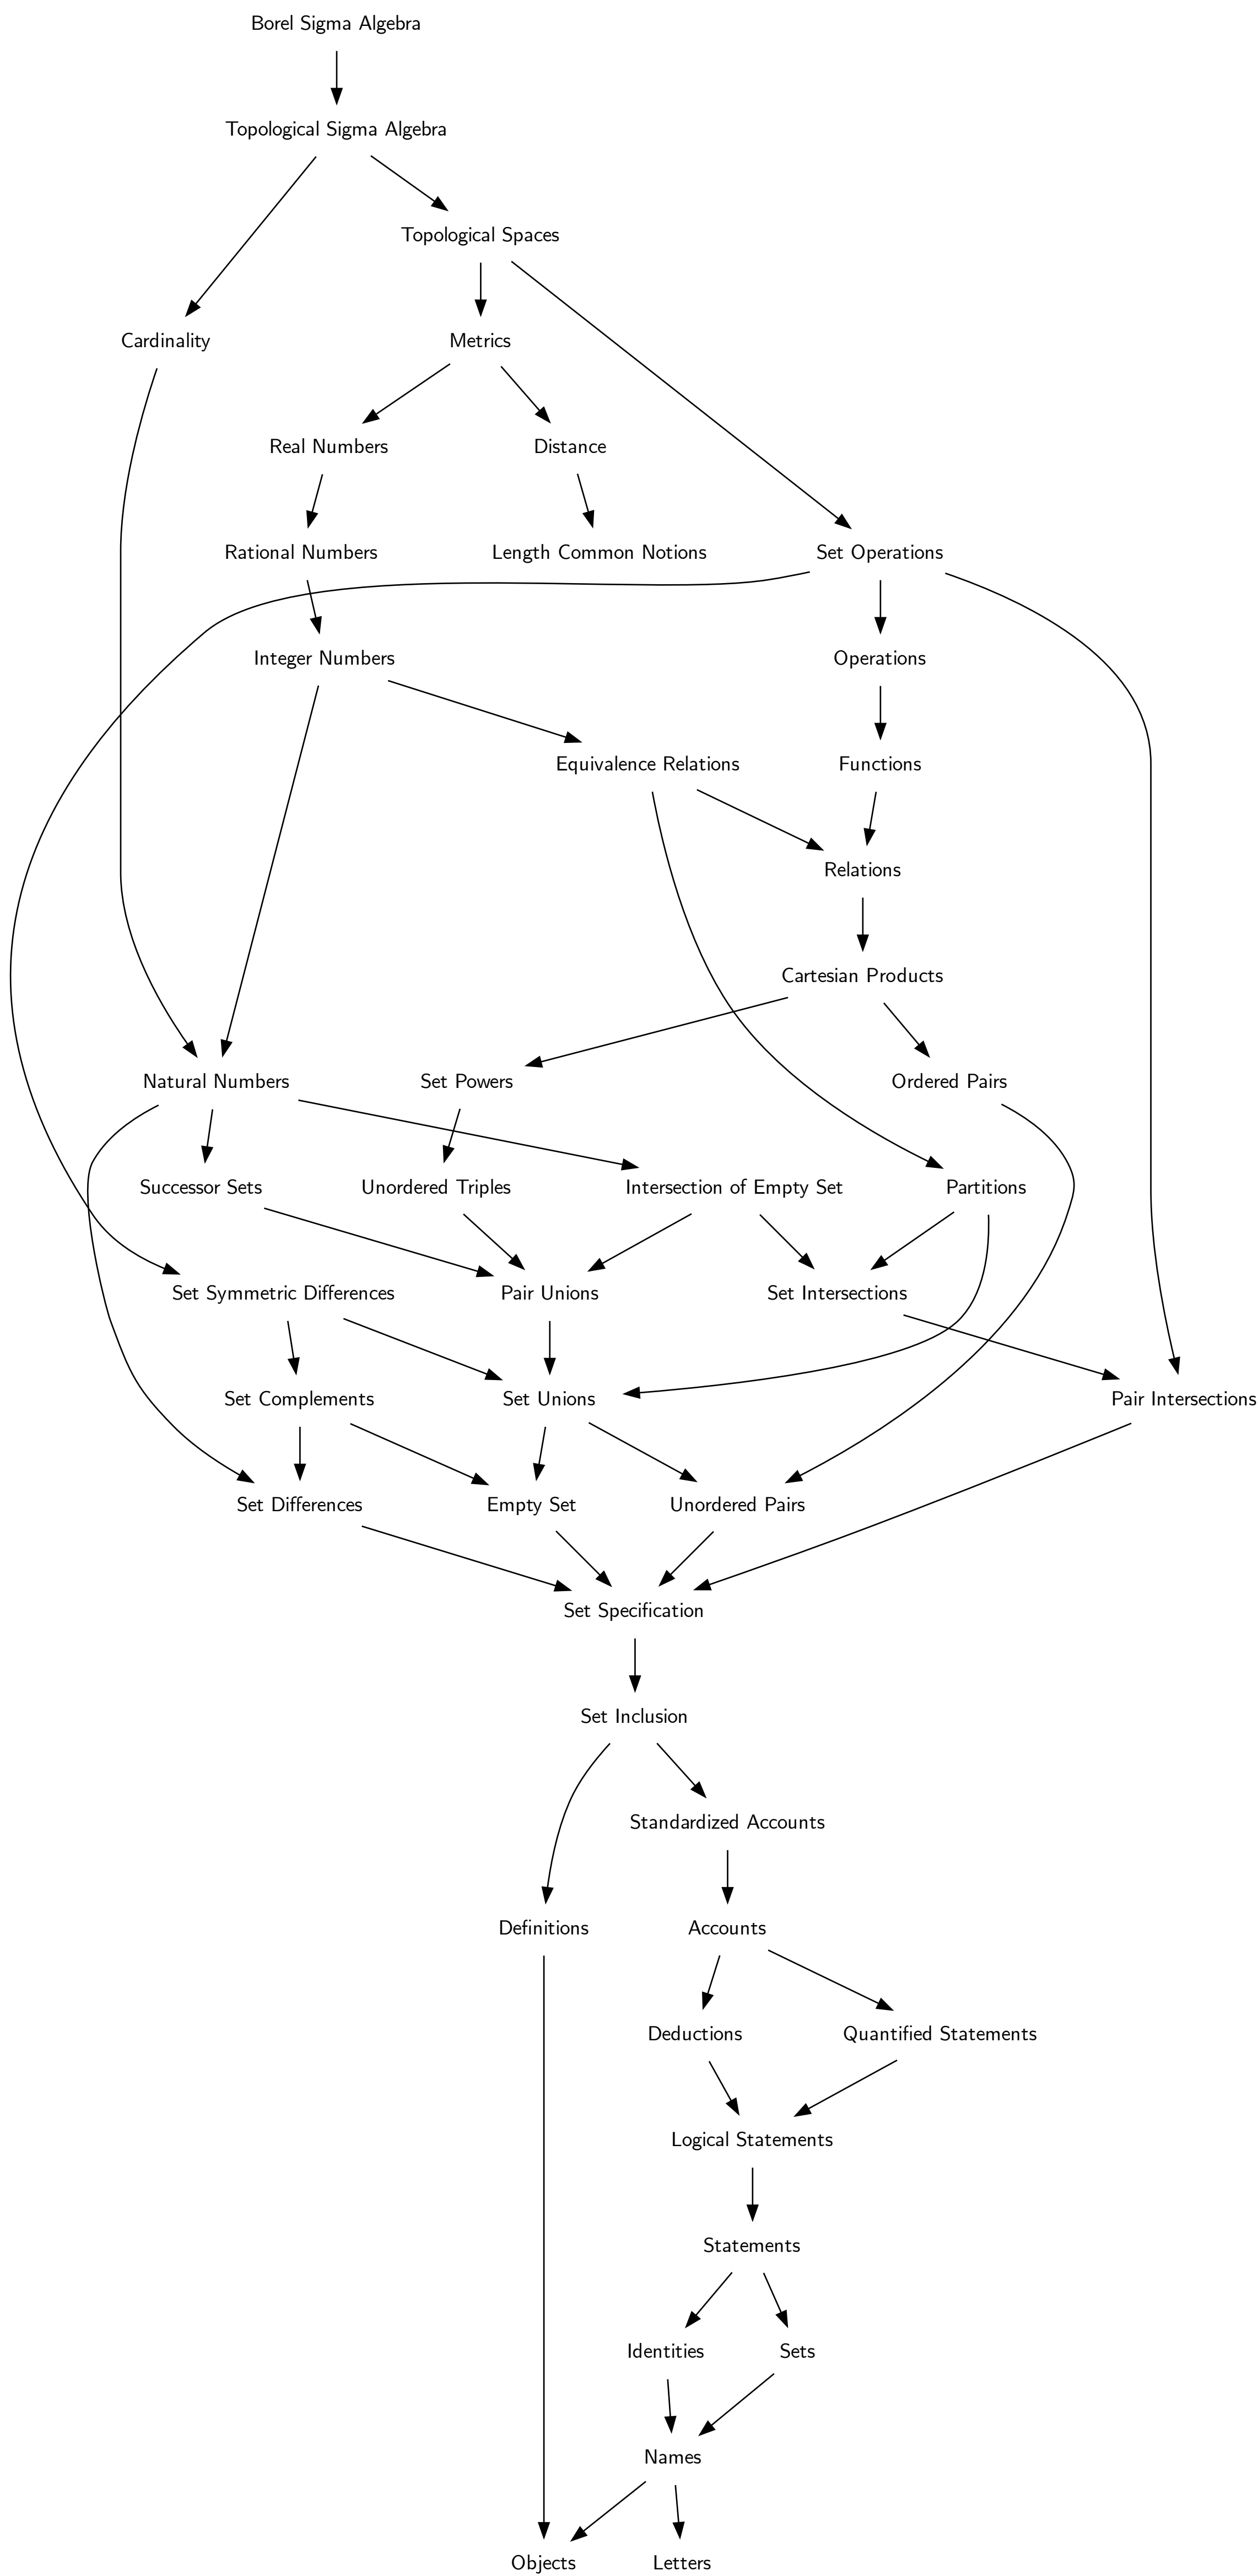 Borel Sigma Algebra
Topological Sigma Algebra
Topological Spaces
Cardinality
Metrics
Real Numbers
Distance
Rational Numbers
Length Common Notions
Set Operations
Integer Numbers
Operations
Equivalence Relations
Functions
Relations
Cartesian Products
Natural Numbers
Set Powers
Ordered Pairs
Successor Sets
Unordered Triples
Intersection of Empty Set
Partitions
Set Symmetric Differences
Pair Unions
Set Intersections
Set Complements
Set Unions
Pair Intersections
Set Differences
Empty Set
Unordered Pairs
Set Specification
Set Inclusion
Standardized Accounts
Definitions
Accounts
Deductions
Quantified Statements
Logical Statements
Statements
Identities
Sets
Names
Objects
Letters